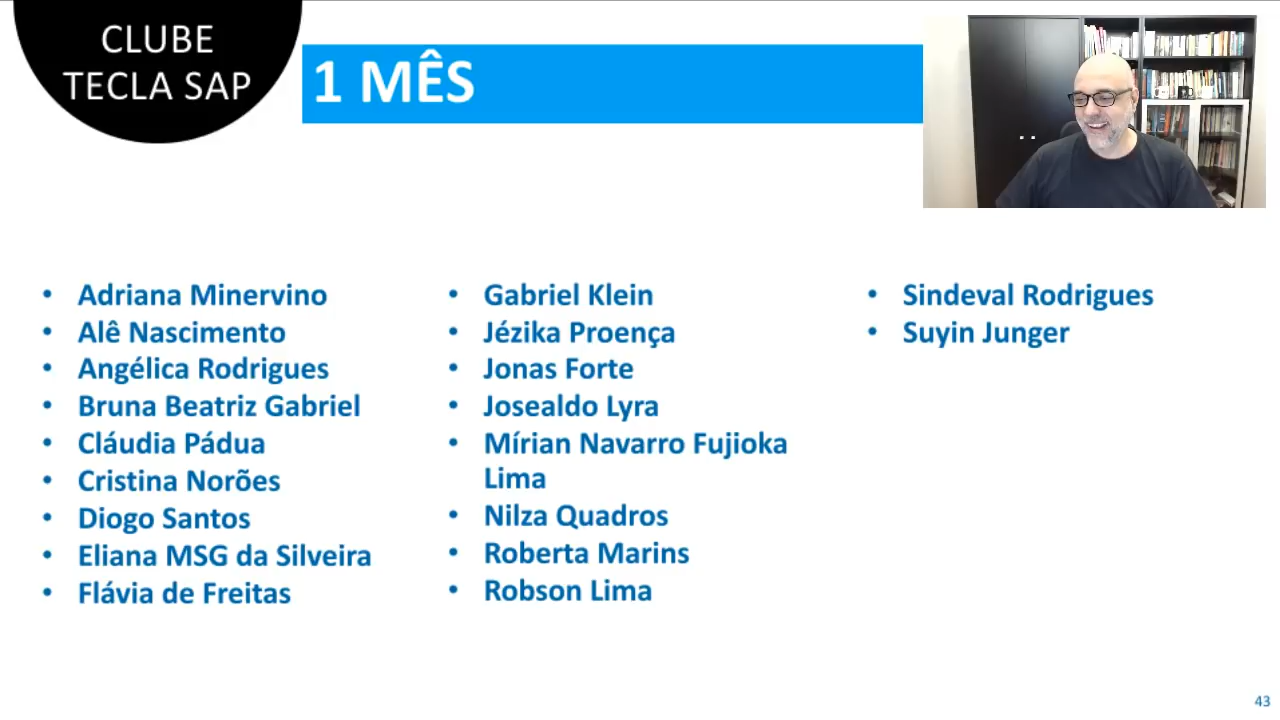 CLUBE
TECLA SAP
1 MÊS
• Adriana Minervino
• Alê Nascimento
• Angélica Rodrigues
• Bruna Beatriz Gabriel
• Cláudia Pádua
• Cristina Norões
• Diogo Santos
• Eliana MSG da Silveira
• Flávia de Freitas
• Gabriel Klein
• Jézika Proença
• Jonas Forte
• Josealdo Lyra
• Mírian Navarro Fujioka
Lima
• Nilza Quadros
• Roberta Marins
• Robson Lima
• Sindeval Rodrigues
• Suyin Junger
43